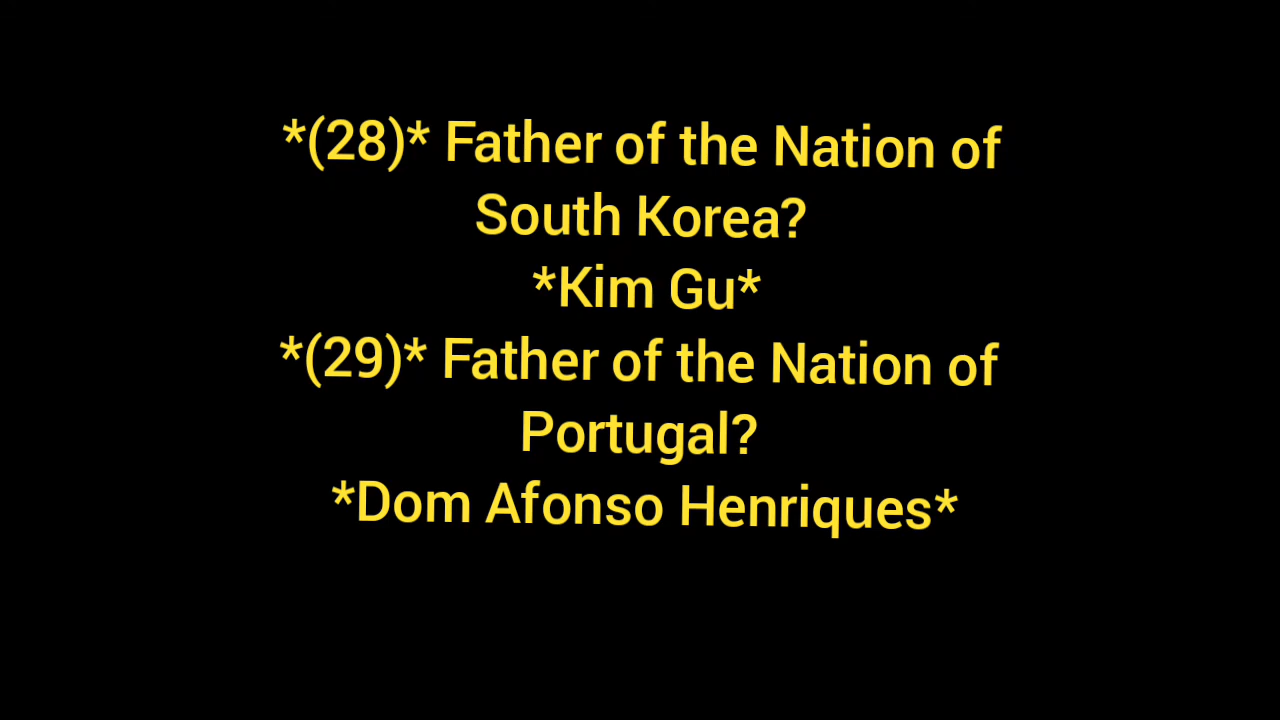 *(28)* Father of the Nation of
South Korea?
*Kim Gu*
*(29)* Father of the Nation of
Portugal?
*Dom Afonso Henriques*